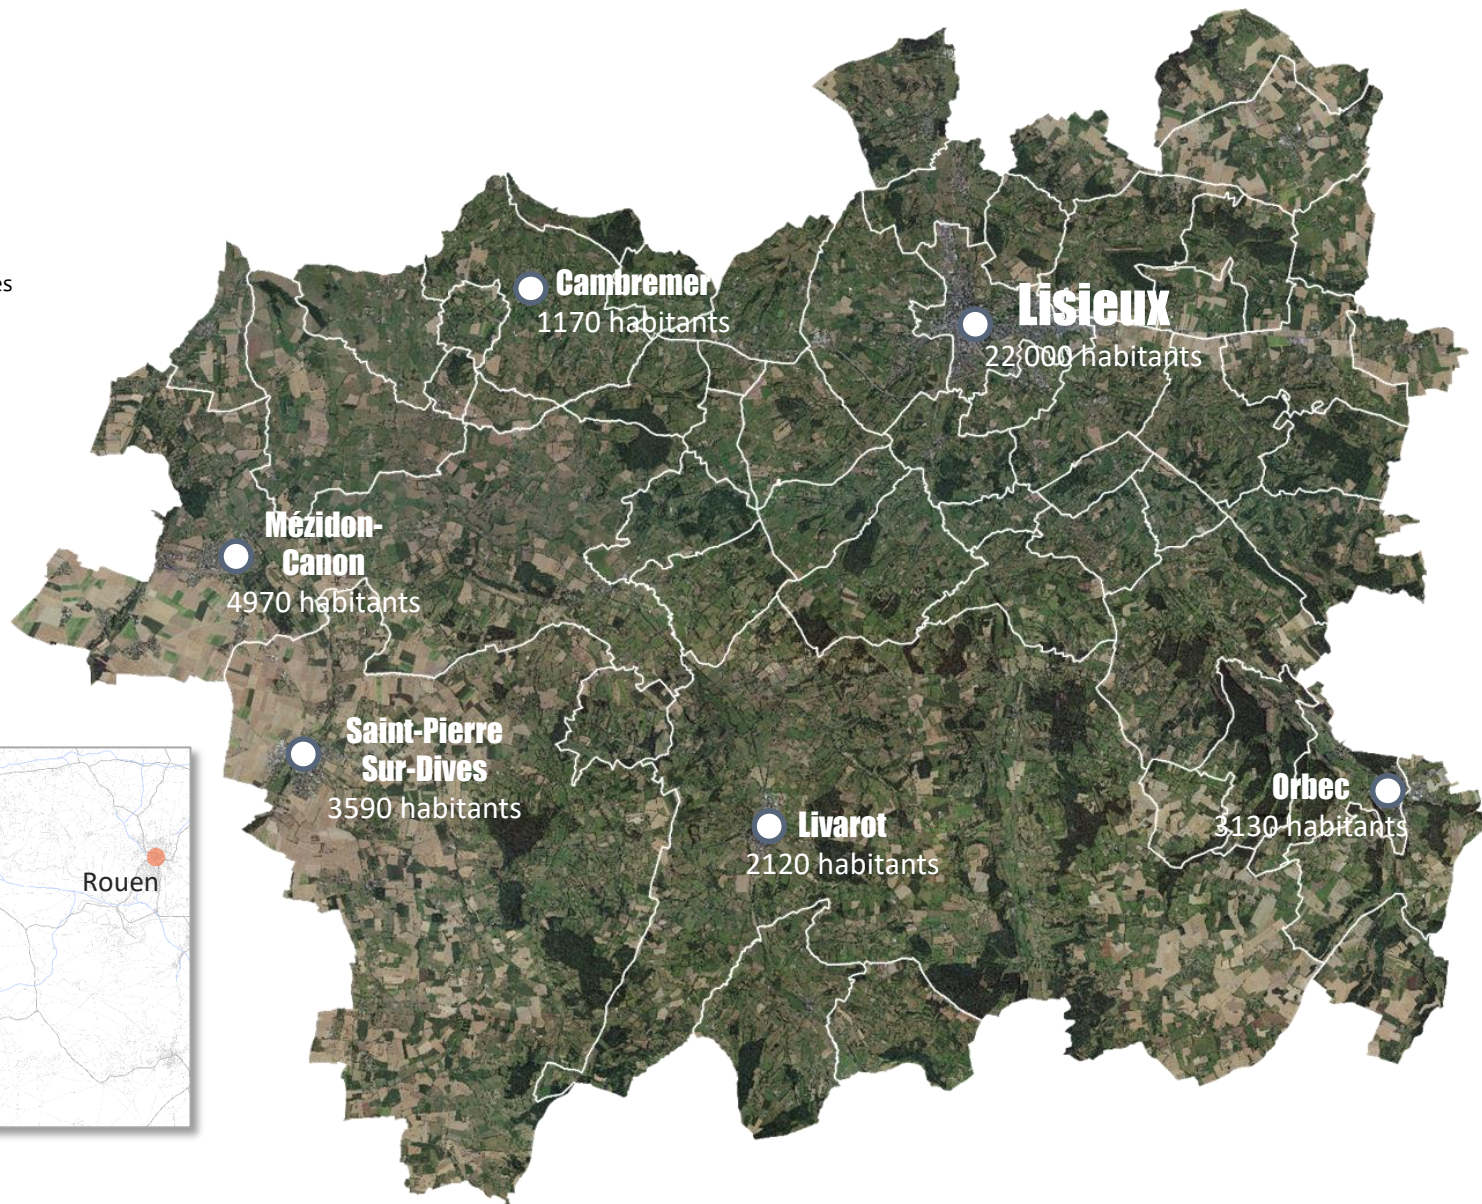 es
Cambremer
1170 habitants
Lisieux
22 000 habitants
Mézidon-
Canon
4970 habitants
Saint-Pierre
Sur-Dives
3590 habitants
Livarot
2120 habitants
Orbec
3130 habitants
Rouen